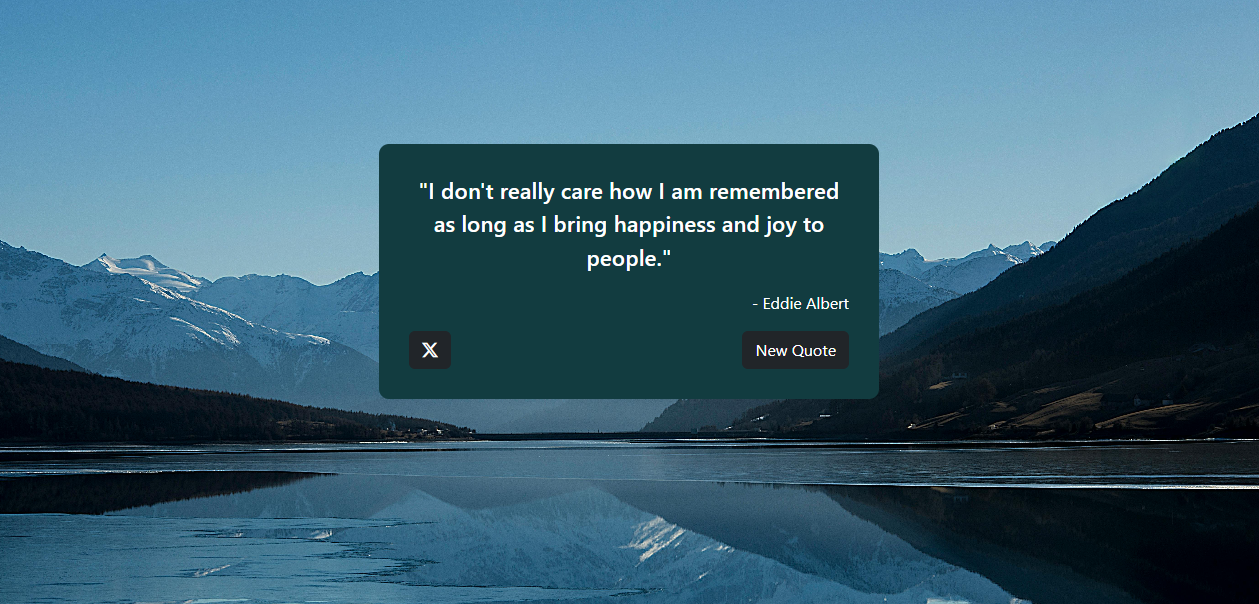 "I don't really care how I am remembered
as long as I bring happiness and joy to
people."
- Eddie Albert
X
New Quote